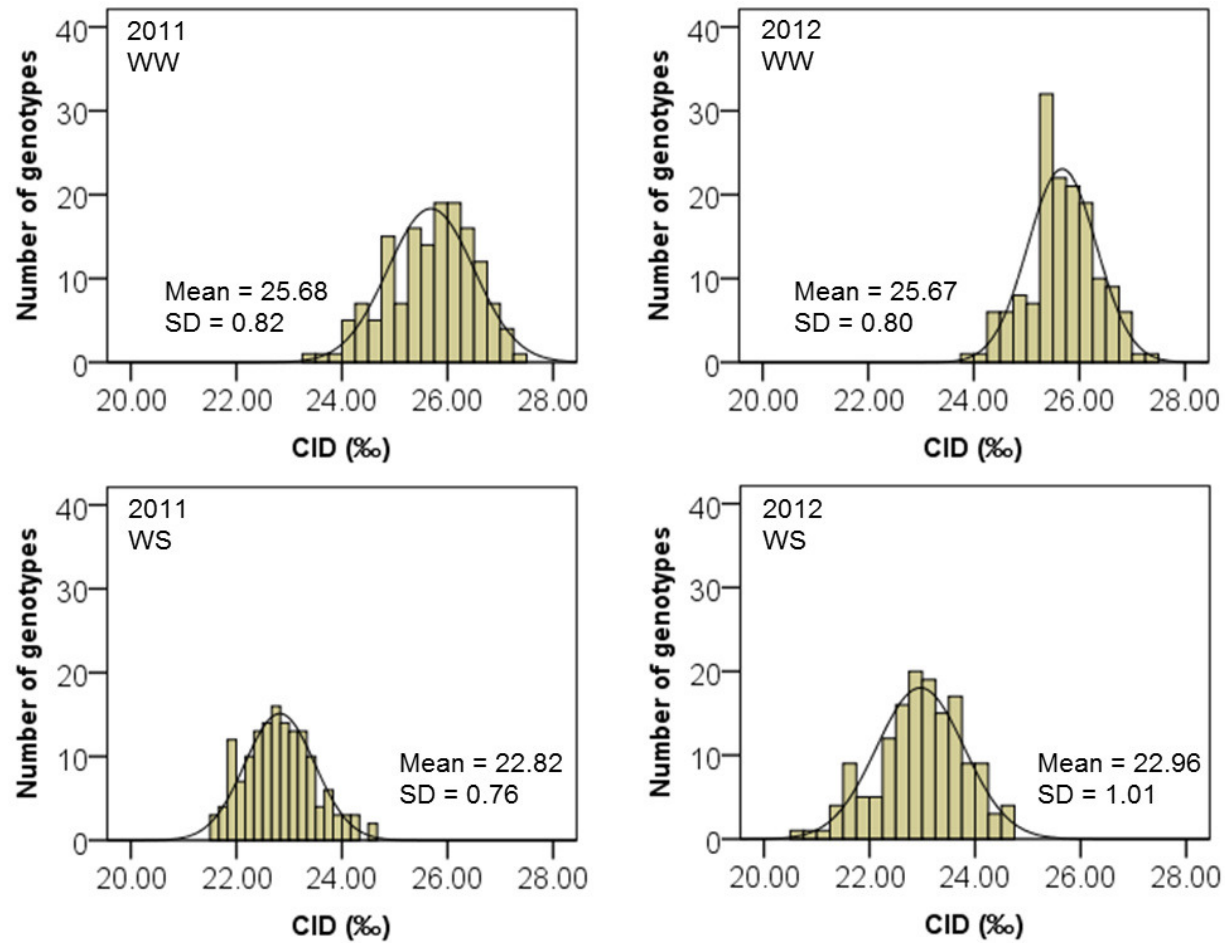 2011
WW
Number of genotypes
40
30
20
10
0
Mean = 25.68
SD = 0.82
20.00 22.00 24.00 26.00 28.00
CID (‰)
2012
WW
Number of genotypes
40
30
20
10
0
Mean = 25.67
SD = 0.80
20.00 22.00 24.00 26.00 28.00
CID (‰)
2011
WS
Number of genotypes
40
30
20
10
0
Mean = 22.82
SD = 0.76
20.00 22.00 24.00 26.00 28.00
CID (‰)
2012
WS
Number of genotypes
40
30
20
10
0
Mean = 22.96
SD = 1.01
20.00 22.00 24.00 26.00 28.00
CID (‰)